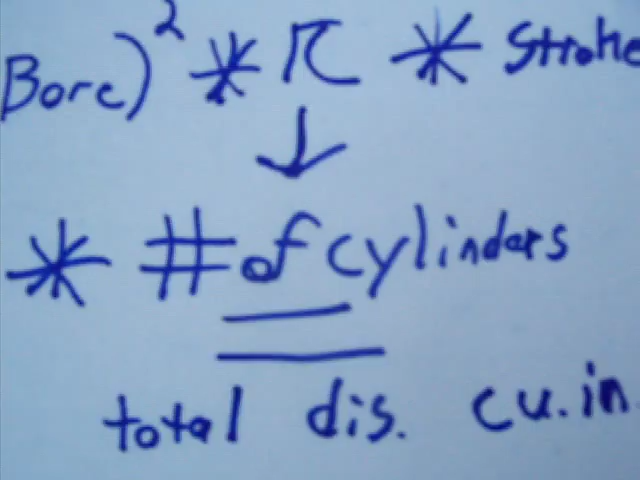 Bore)² * π * Stroke
↓
* # of cylinders
=
total dis. cu.in.